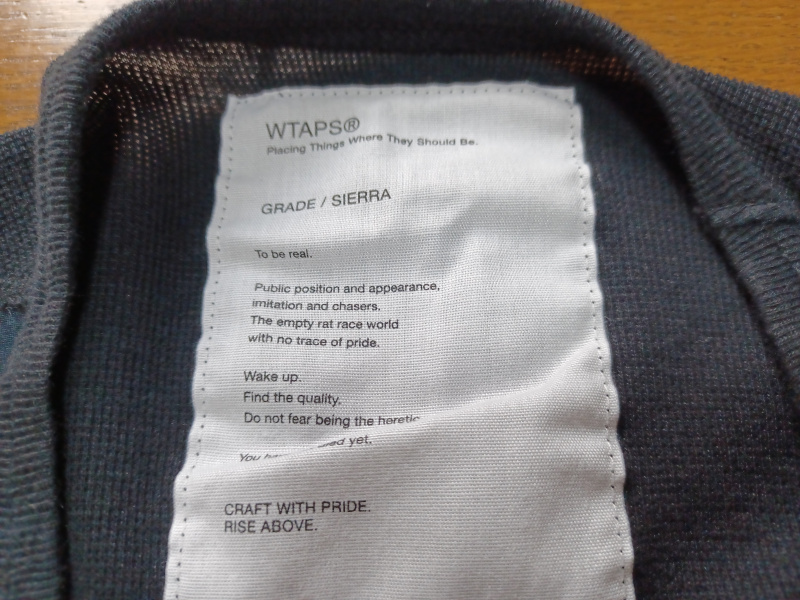 WTAPS®
Placing Things Where They Should Be.
GRADE / SIERRA
To be real.
Public position and appearance,
imitation and chasers.
The empty rat race world
with no trace of pride.
Wake up.
Find the quality.
Do not fear being the heretic
You yet.
CRAFT WITH PRIDE.
RISE ABOVE.